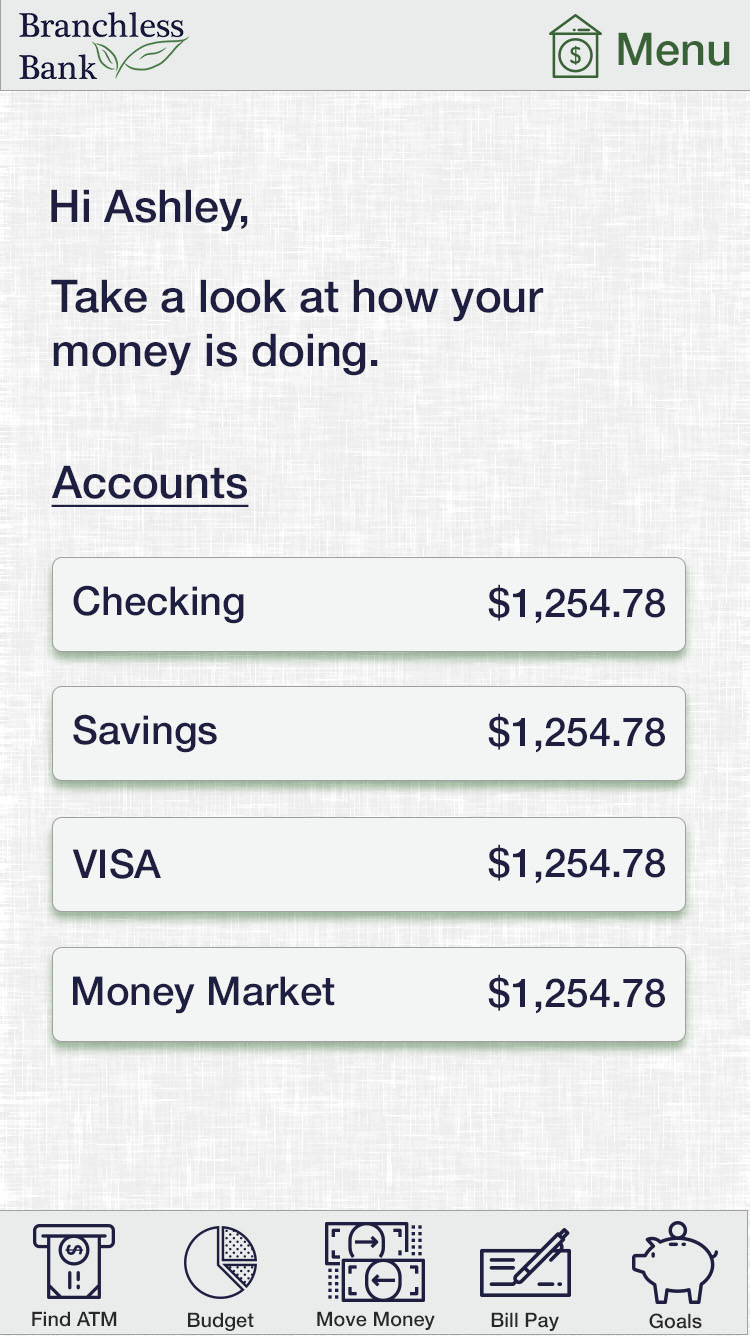 Branchless
Bank
$ Menu
Hi Ashley,
Take a look at how your
money is doing.
Accounts
Checking $1,254.78
Savings $1,254.78
VISA $1,254.78
Money Market $1,254.78
$
Find ATM Budget Move Money Bill Pay Goals